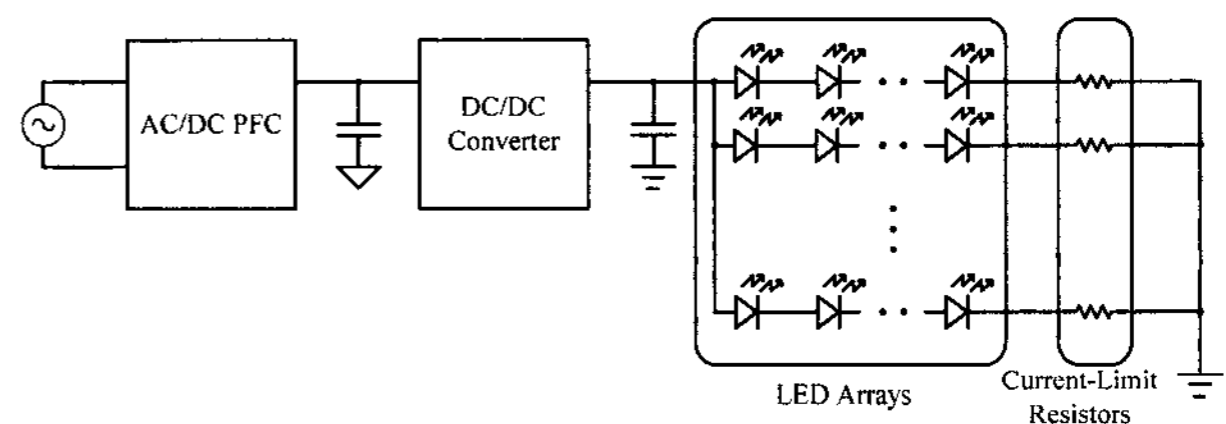 AC/DC PFC
DC/DC
Converter
LED Arrays
Current-Limit
Resistors